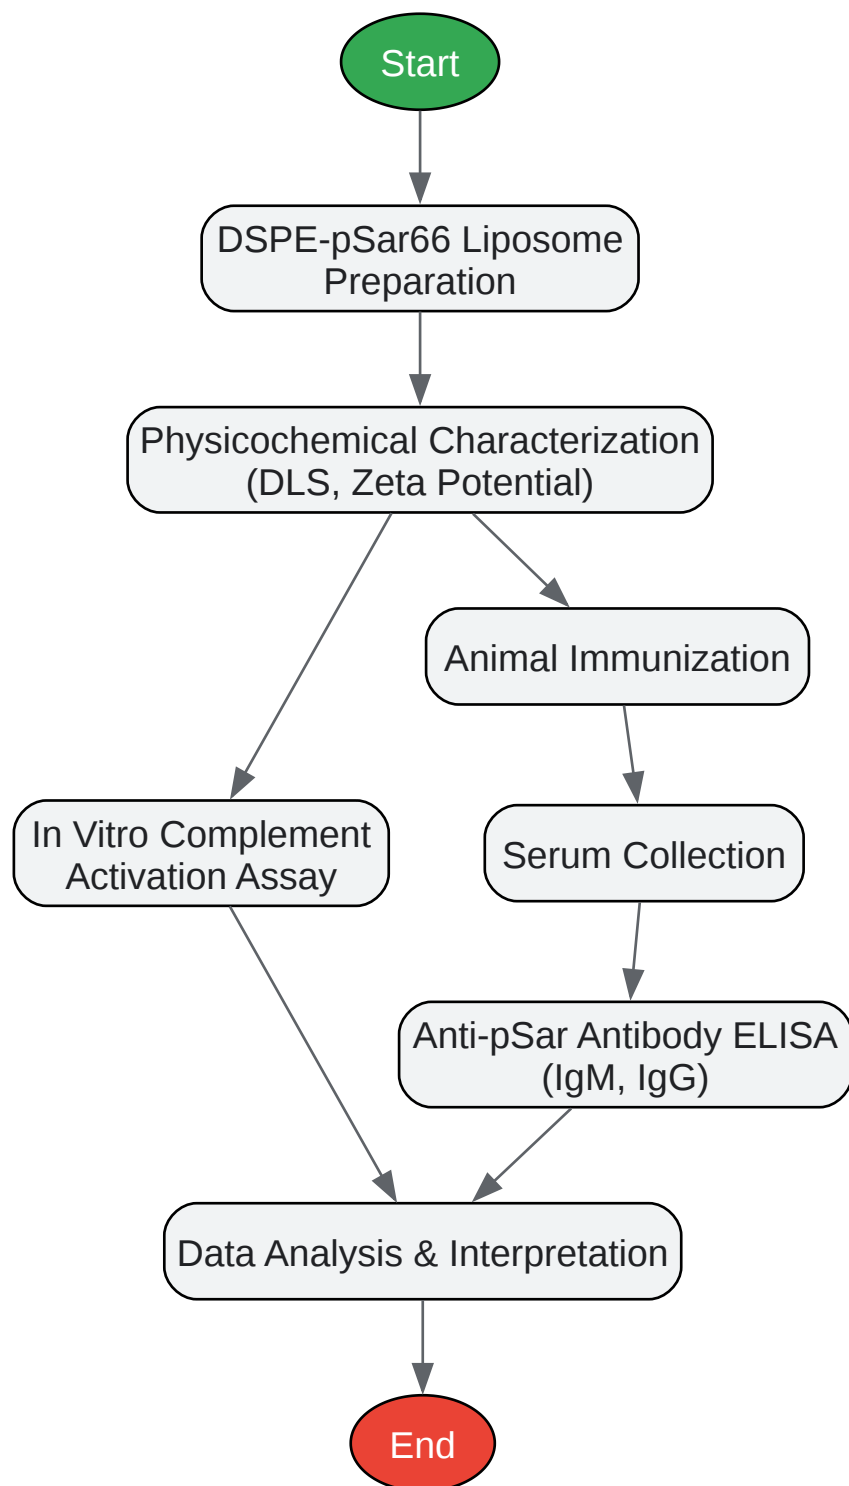 Start
DSPE-pSar66 Liposome
Preparation
Physicochemical Characterization
(DLS, Zeta Potential)
Animal Immunization
In Vitro Complement
Activation Assay
Serum Collection
Anti-pSar Antibody ELISA
(IgM, IgG)
Data Analysis & Interpretation
End